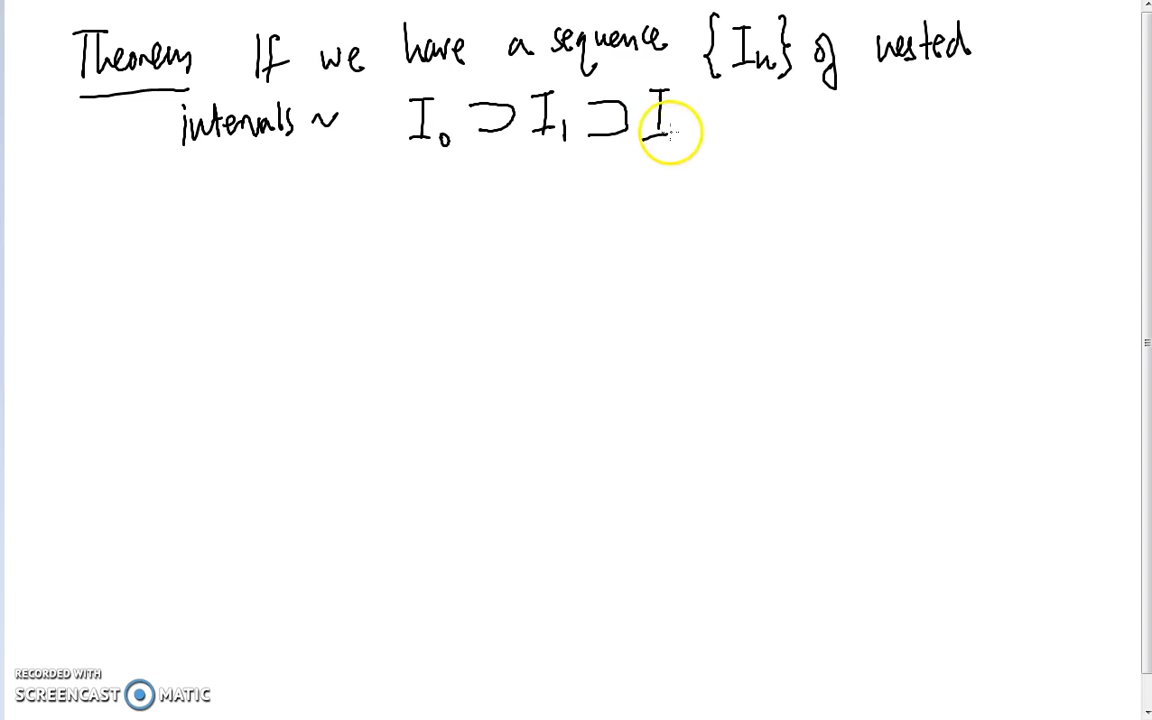 Theorem If we have a sequence {Iₙ} of nested
intervals ~ I₀ ⊃ I₁ ⊃ I
RECORDED WITH
SCREENCAST MATIC